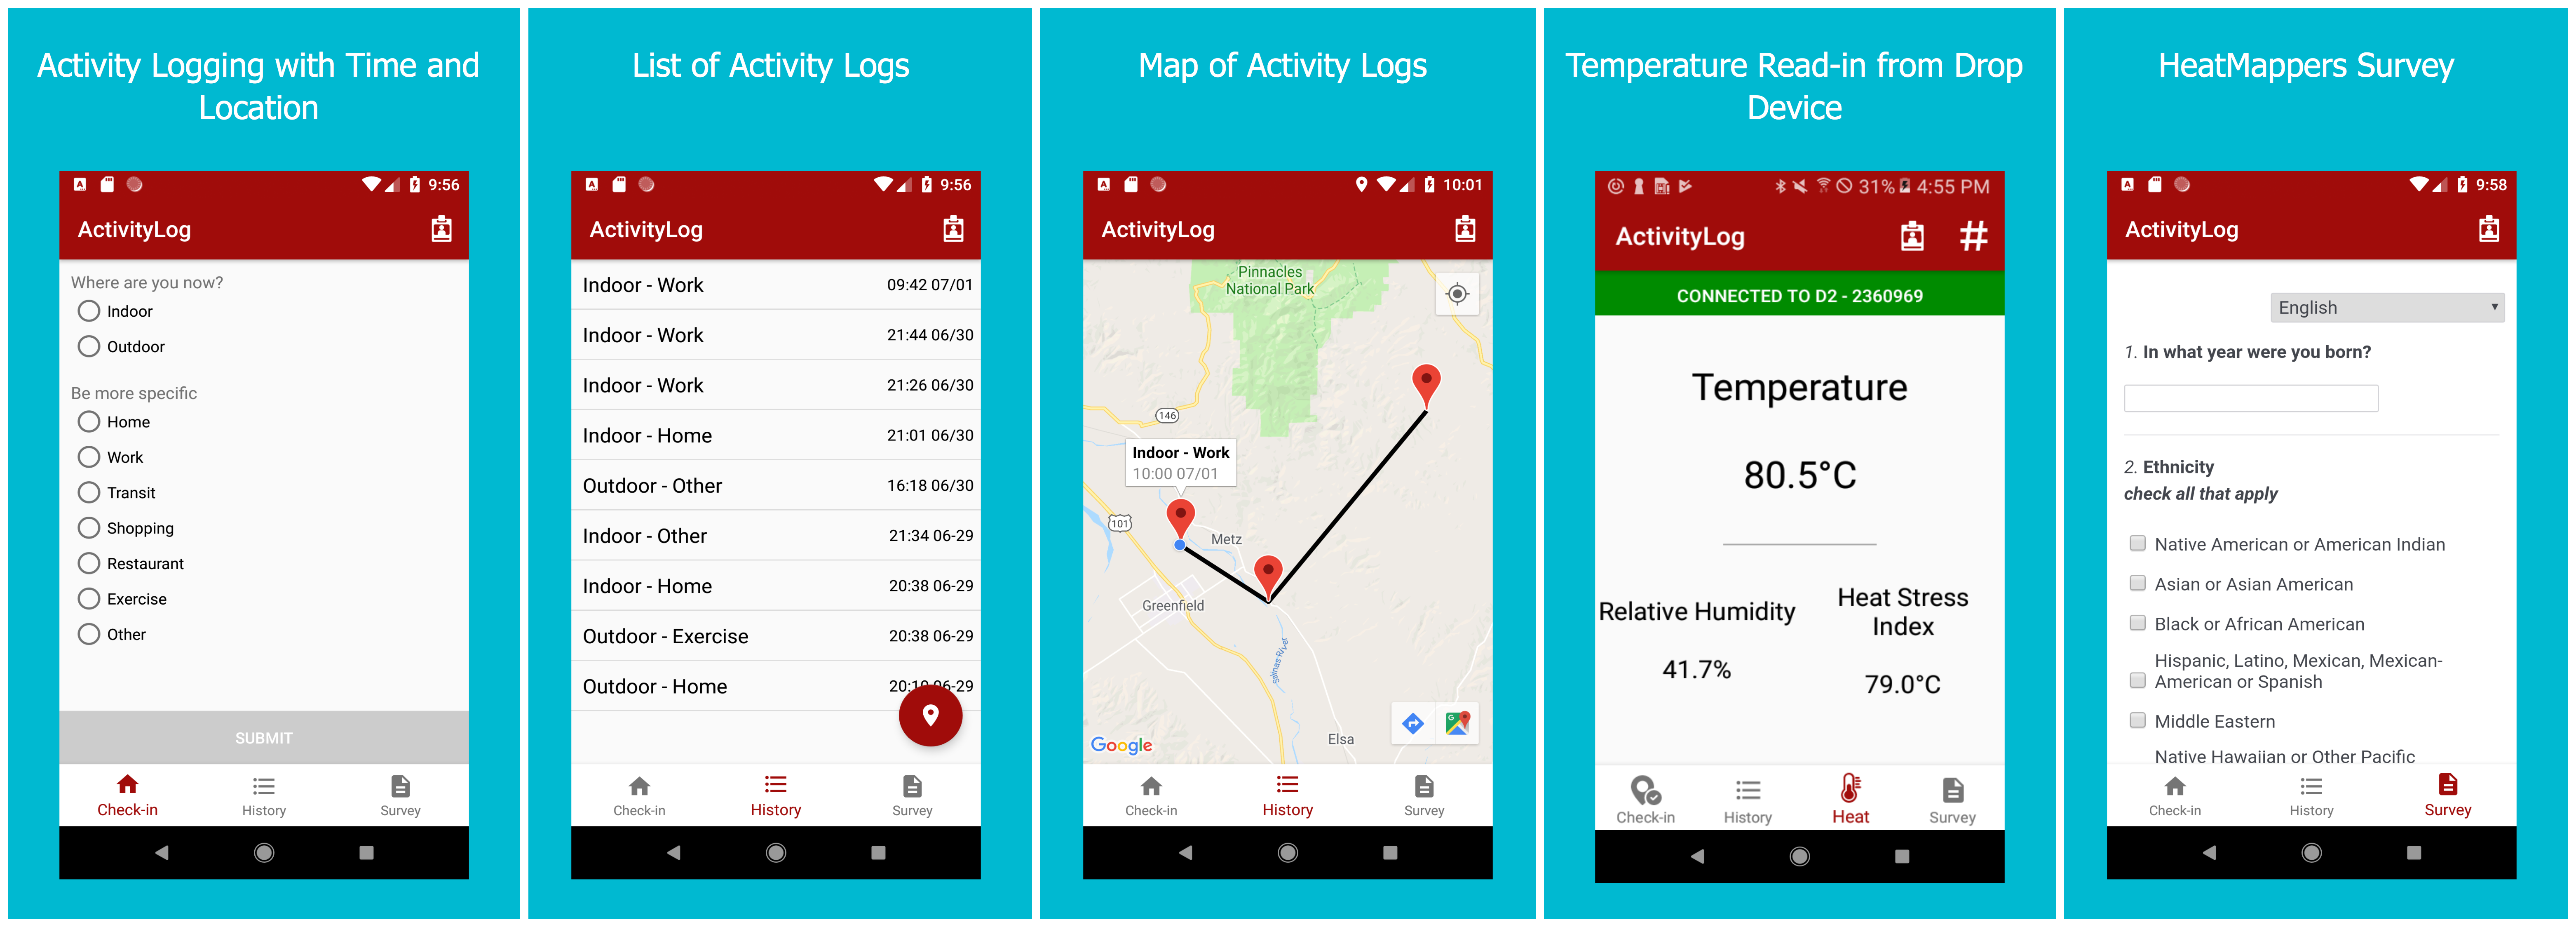 Activity Logging with Time and
Location
9:56
ActivityLog
Where are you now?
Indoor
Outdoor
Be more specific
Home
Work
Transit
Shopping
Restaurant
Exercise
Other
SUBMIT
Check-in
History
Survey
List of Activity Logs
9:56
ActivityLog
Indoor - Work 09:42 07/01
Indoor - Work 21:44 06/30
Indoor - Work 21:26 06/30
Indoor - Home 21:01 06/30
Outdoor - Other 16:18 06/30
Indoor - Other 21:34 06-29
Indoor - Home 20:38 06-29
Outdoor - Exercise 20:38 06-29
Outdoor - Home
Check-in
History
Survey
Map of Activity Logs
10:01
ActivityLog
Pinnacles
National Park
146
Indoor - Work
10:00 07/01
101
Metz
Greenfield
Salinas River
Elsa
Google
Check-in
History
Survey
Temperature Read-in from Drop
Device
31% 4:55 PM
ActivityLog #
CONNECTED TO D2 - 2360969
Temperature
80.5°C
Relative Humidity
41.7%
Heat Stress
Index
79.0°C
Check-in
History
Heat
Survey
HeatMappers Survey
9:58
ActivityLog
English
1. In what year were you born?
2. Ethnicity
check all that apply
Native American or American Indian
Asian or Asian American
Black or African American
Hispanic, Latino, Mexican, Mexican-
American or Spanish
Middle Eastern
Native Hawaiian or Other Pacific
Check-in
History
Survey